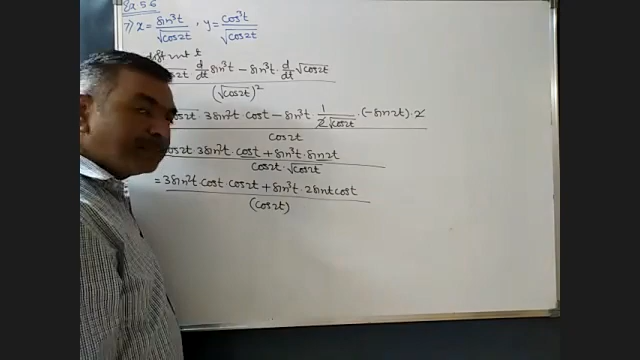 Ex 5.6
7) x = sin³t/√cos2t , y = cos³t/√cos2t
diff wrt t
cos2t · d/dt sin³t − sin³t · d/dt √cos2t
(√cos2t)²
cos2t 3sin²t cost − sin³t 1/2√cos2t · (−sin2t) · 2
cos2t
cos2t 3sin²t · cost + sin³t · sin2t
cos2t · √cos2t
= 3sin²t cost · cos2t + sin³t · 2sint cost
(cos2t)